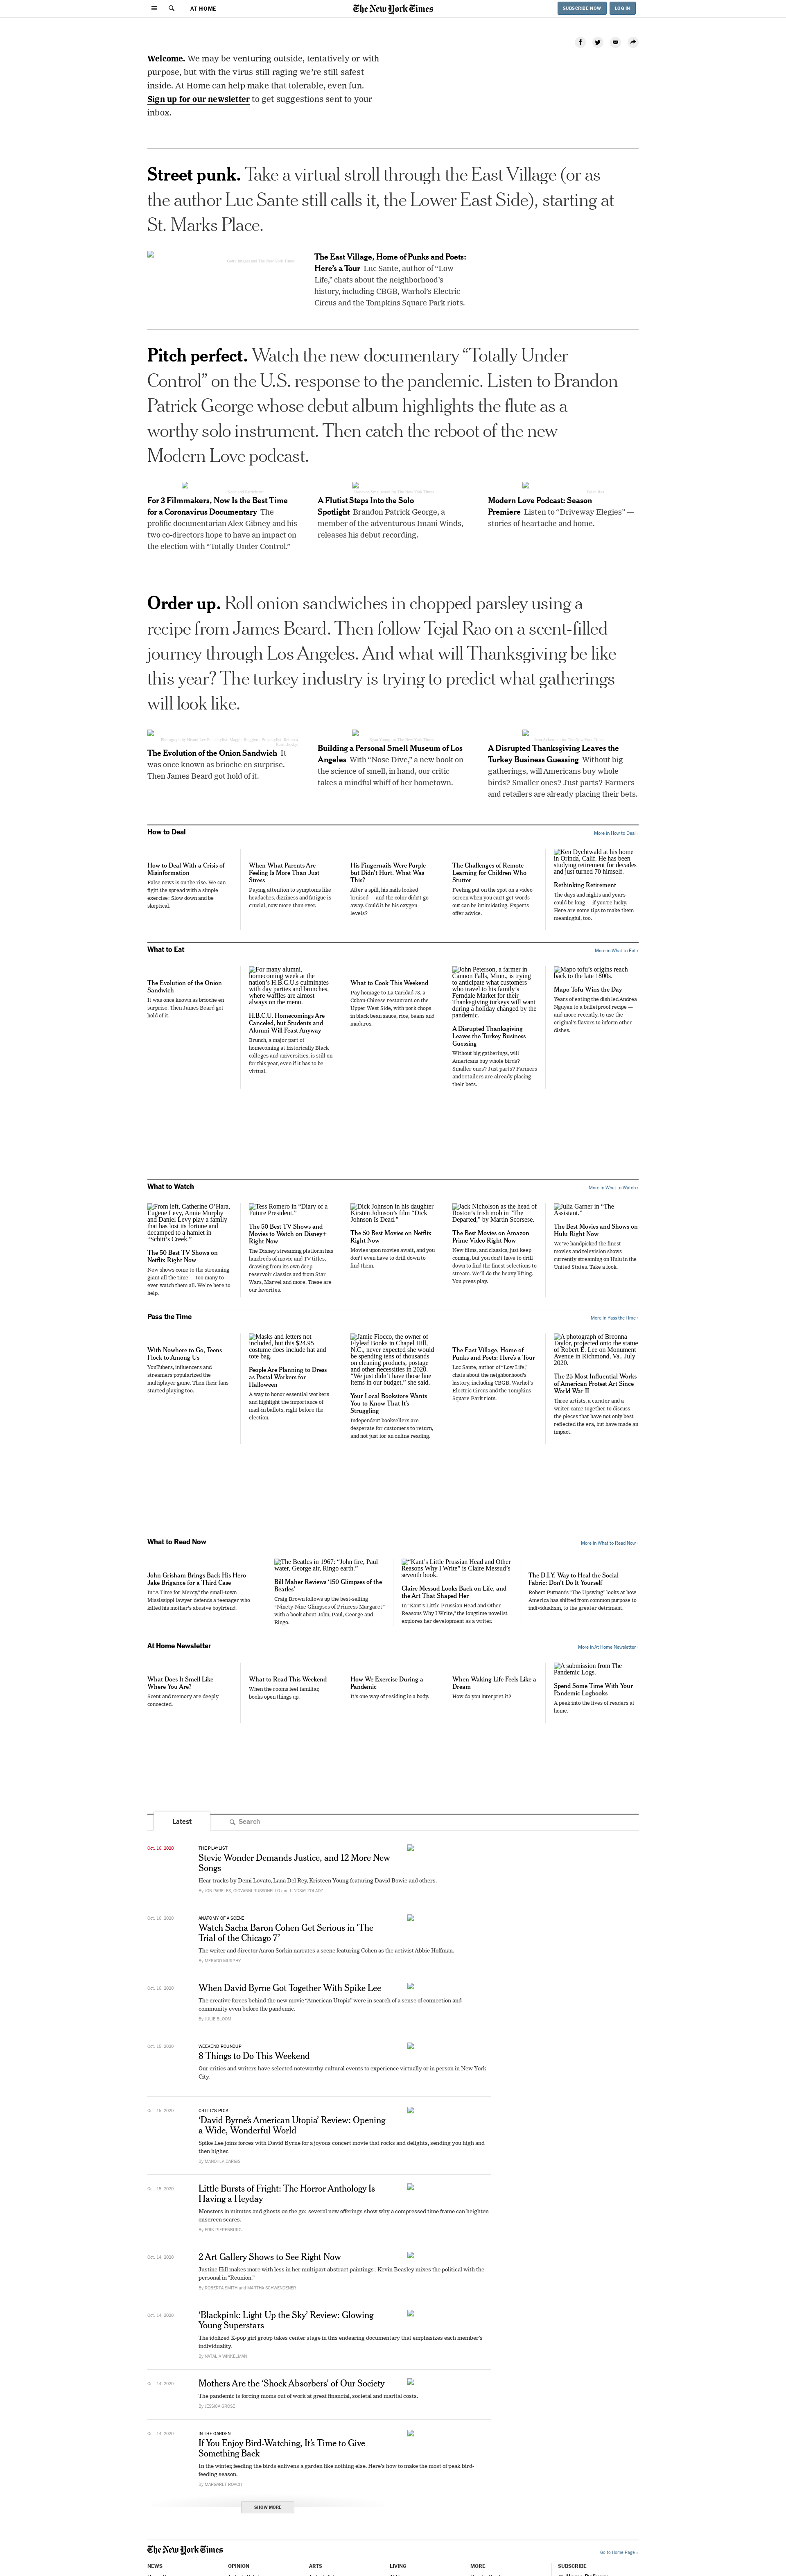 AT HOME
The New York Times
SUBSCRIBE NOW
LOG IN
Welcome. We may be venturing outside, tentatively or with
purpose, but with the virus still raging we're still safest
inside. At Home can help make that tolerable, even fun.
Sign up for our newsletter to get suggestions sent to your
inbox.
Street punk. Take a virtual stroll through the East Village (or as
the author Luc Sante still calls it, the Lower East Side), starting at
St. Marks Place.
The East Village, Home of Punks and Poets:
Here's a Tour Luc Sante, author of “Low
Life,” chats about the neighborhood's
history, including CBGB, Warhol's Electric
Circus and the Tompkins Square Park riots.
Pitch perfect. Watch the new documentary “Totally Under
Control” on the U.S. response to the pandemic. Listen to Brandon
Patrick George whose debut album highlights the flute as a
worthy solo instrument. Then catch the reboot of the new
Modern Love podcast.
For 3 Filmmakers, Now Is the Best Time
for a Coronavirus Documentary The
prolific documentarian Alex Gibney and his
two co-directors hope to have an impact on
the election with “Totally Under Control.”
A Flutist Steps Into the Solo
Spotlight Brandon Patrick George, a
member of the adventurous Imani Winds,
releases his debut recording.
Modern Love Podcast: Season
Premiere Listen to “Driveway Elegies” —
stories of heartache and home.
Order up. Roll onion sandwiches in chopped parsley using a
recipe from James Beard. Then follow Tejal Rao on a scent-filled
journey through Los Angeles. And what will Thanksgiving be like
this year? The turkey industry is trying to predict what gatherings
will look like.
The Evolution of the Onion Sandwich It
was once known as brioche en surprise.
Then James Beard got hold of it.
Building a Personal Smell Museum of Los
Angeles With “Nose Dive,” a new book on
the science of smell, in hand, our critic
takes a mindful whiff of her hometown.
A Disrupted Thanksgiving Leaves the
Turkey Business Guessing Without big
gatherings, will Americans buy whole
birds? Smaller ones? Just parts? Farmers
and retailers are already placing their bets.
How to Deal
More in How to Deal ›
How to Deal With a Crisis of
Misinformation
False news is on the rise. We can
fight the spread with a simple
exercise: Slow down and be
skeptical.
When What Parents Are
Feeling Is More Than Just
Stress
Paying attention to symptoms like
headaches, dizziness and fatigue is
crucial, now more than ever.
His Fingernails Were Purple
but Didn't Hurt. What Was
This?
After a spill, his nails looked
bruised — and the color didn't go
away. Could it be his oxygen
levels?
The Challenges of Remote
Learning for Children Who
Stutter
Feeling put on the spot on a video
screen when you can't get words
out can be intimidating. Experts
offer advice.
Ken Dychtwald at his home
in Orinda, Calif. He has been
studying retirement for decades
and just turned 70 himself.
Rethinking Retirement
The days and nights and years
could be long — if you're lucky.
Here are some tips to make them
meaningful, too.
What to Eat
More in What to Eat ›
The Evolution of the Onion
Sandwich
It was once known as brioche en
surprise. Then James Beard got
hold of it.
For many alumni,
homecoming week at the
nation's H.B.C.U.s culminates
with day parties and brunches,
where waffles are almost
always on the menu.
H.B.C.U. Homecomings Are
Canceled, but Students and
Alumni Will Feast Anyway
Brunch, a major part of
homecoming at historically Black
colleges and universities, is still on
for this year, even if it has to be
virtual.
What to Cook This Weekend
Pay homage to La Caridad 78, a
Cuban-Chinese restaurant on the
Upper West Side, with pork chops
in black bean sauce, rice, beans and
maduros.
John Peterson, a farmer in
Cannon Falls, Minn., is trying
to anticipate what customers
who travel to his family's
Ferndale Market for their
Thanksgiving turkeys will want
during a holiday changed by the
pandemic.
A Disrupted Thanksgiving
Leaves the Turkey Business
Guessing
Without big gatherings, will
Americans buy whole birds?
Smaller ones? Just parts? Farmers
and retailers are already placing
their bets.
Mapo tofu's origins reach
back to the late 1800s.
Mapo Tofu Wins the Day
Years of eating the dish led Andrea
Nguyen to a bulletproof recipe —
and more recently, to use the
original's flavors to inform other
dishes.
What to Watch
More in What to Watch ›
From left, Catherine O'Hara,
Eugene Levy, Annie Murphy
and Daniel Levy play a family
that has lost its fortune and
decamped to a hamlet in
“Schitt's Creek.”
The 50 Best TV Shows on
Netflix Right Now
New shows come to the streaming
giant all the time — too many to
ever watch them all. We're here to
help.
Tess Romero in “Diary of a
Future President.”
The 50 Best TV Shows and
Movies to Watch on Disney+
Right Now
The Disney streaming platform has
hundreds of movie and TV titles,
drawing from its own deep
reservoir classics and from Star
Wars, Marvel and more. These are
our favorites.
Dick Johnson in his daughter
Kirsten Johnson's film “Dick
Johnson Is Dead.”
The 50 Best Movies on Netflix
Right Now
Movies upon movies await, and you
don't even have to drill down to
find them.
Jack Nicholson as the head of
Boston's Irish mob in “The
Departed,” by Martin Scorsese.
The Best Movies on Amazon
Prime Video Right Now
New films, and classics, just keep
coming, but you don't have to drill
down to find the finest selections to
stream. We'll do the heavy lifting.
You press play.
Julia Garner in “The
Assistant.”
The Best Movies and Shows on
Hulu Right Now
We've handpicked the finest
movies and television shows
currently streaming on Hulu in the
United States. Take a look.
Pass the Time
More in Pass the Time ›
With Nowhere to Go, Teens
Flock to Among Us
YouTubers, influencers and
streamers popularized the
multiplayer game. Then their fans
started playing too.
Masks and letters not
included, but this $24.95
costume does include hat and
tote bag.
People Are Planning to Dress
as Postal Workers for
Halloween
A way to honor essential workers
and highlight the importance of
mail-in ballots, right before the
election.
Jamie Fiocco, the owner of
Flyleaf Books in Chapel Hill,
N.C., never expected she would
be spending tens of thousands
on cleaning products, postage
and other necessities in 2020.
“We just didn't have those line
items in our budget,” she said.
Your Local Bookstore Wants
You to Know That It's
Struggling
Independent booksellers are
desperate for customers to return,
and not just for an online reading.
The East Village, Home of
Punks and Poets: Here's a Tour
Luc Sante, author of “Low Life,”
chats about the neighborhood's
history, including CBGB, Warhol's
Electric Circus and the Tompkins
Square Park riots.
A photograph of Breonna
Taylor, projected onto the statue
of Robert E. Lee on Monument
Avenue in Richmond, Va., July
2020.
The 25 Most Influential Works
of American Protest Art Since
World War II
Three artists, a curator and a
writer came together to discuss
the pieces that have not only best
reflected the era, but have made an
impact.
What to Read Now
More in What to Read Now ›
John Grisham Brings Back His Hero
Jake Brigance for a Third Case
In “A Time for Mercy,” the small-town
Mississippi lawyer defends a teenager who
killed his mother's abusive boyfriend.
The Beatles in 1967: “John fire, Paul
water, George air, Ringo earth.”
Bill Maher Reviews '150 Glimpses of the
Beatles'
Craig Brown follows up the best-selling
“Ninety-Nine Glimpses of Princess Margaret”
with a book about John, Paul, George and
Ringo.
“Kant's Little Prussian Head and Other
Reasons Why I Write” is Claire Messud's
seventh book.
Claire Messud Looks Back on Life, and
the Art That Shaped Her
In “Kant's Little Prussian Head and Other
Reasons Why I Write,” the longtime novelist
explores her development as a writer.
The D.I.Y. Way to Heal the Social
Fabric: Don't Do It Yourself
Robert Putnam's “The Upswing” looks at how
America has shifted from common purpose to
individualism, to the greater detriment.
At Home Newsletter
More in At Home Newsletter ›
What Does It Smell Like
Where You Are?
Scent and memory are deeply
connected.
What to Read This Weekend
When the rooms feel familiar,
books open things up.
How We Exercise During a
Pandemic
It's one way of residing in a body.
When Waking Life Feels Like a
Dream
How do you interpret it?
A submission from The
Pandemic Logs.
Spend Some Time With Your
Pandemic Logbooks
A peek into the lives of readers at
home.
Latest
Search
Oct. 16, 2020
THE PLAYLIST
Stevie Wonder Demands Justice, and 12 More New
Songs
Hear tracks by Demi Lovato, Lana Del Rey, Kristeen Young featuring David Bowie and others.
By JON PARELES, GIOVANNI RUSSONELLO and LINDSAY ZOLADZ
Oct. 16, 2020
ANATOMY OF A SCENE
Watch Sacha Baron Cohen Get Serious in 'The
Trial of the Chicago 7'
The writer and director Aaron Sorkin narrates a scene featuring Cohen as the activist Abbie Hoffman.
By MEKADO MURPHY
Oct. 16, 2020
When David Byrne Got Together With Spike Lee
The creative forces behind the new movie “American Utopia” were in search of a sense of connection and
community even before the pandemic.
By JULIE BLOOM
Oct. 15, 2020
WEEKEND ROUNDUP
8 Things to Do This Weekend
Our critics and writers have selected noteworthy cultural events to experience virtually or in person in New York
City.
Oct. 15, 2020
CRITIC'S PICK
'David Byrne's American Utopia' Review: Opening
a Wide, Wonderful World
Spike Lee joins forces with David Byrne for a joyous concert movie that rocks and delights, sending you high and
then higher.
By MANOHLA DARGIS
Oct. 15, 2020
Little Bursts of Fright: The Horror Anthology Is
Having a Heyday
Monsters in minutes and ghosts on the go: several new offerings show why a compressed time frame can heighten
onscreen scares.
By ERIK PIEPENBURG
Oct. 14, 2020
2 Art Gallery Shows to See Right Now
Justine Hill makes more with less in her multipart abstract paintings; Kevin Beasley mixes the political with the
personal in “Reunion.”
By ROBERTA SMITH and MARTHA SCHWENDENER
Oct. 14, 2020
'Blackpink: Light Up the Sky' Review: Glowing
Young Superstars
The idolized K-pop girl group takes center stage in this endearing documentary that emphasizes each member's
individuality.
By NATALIA WINKELMAN
Oct. 14, 2020
Mothers Are the 'Shock Absorbers' of Our Society
The pandemic is forcing moms out of work at great financial, societal and marital costs.
By JESSICA GROSE
Oct. 14, 2020
IN THE GARDEN
If You Enjoy Bird-Watching, It's Time to Give
Something Back
In the winter, feeding the birds enlivens a garden like nothing else. Here's how to make the most of peak bird-
feeding season.
By MARGARET ROACH
SHOW MORE
The New York Times
Go to Home Page »
NEWS
OPINION
ARTS
LIVING
MORE
SUBSCRIBE